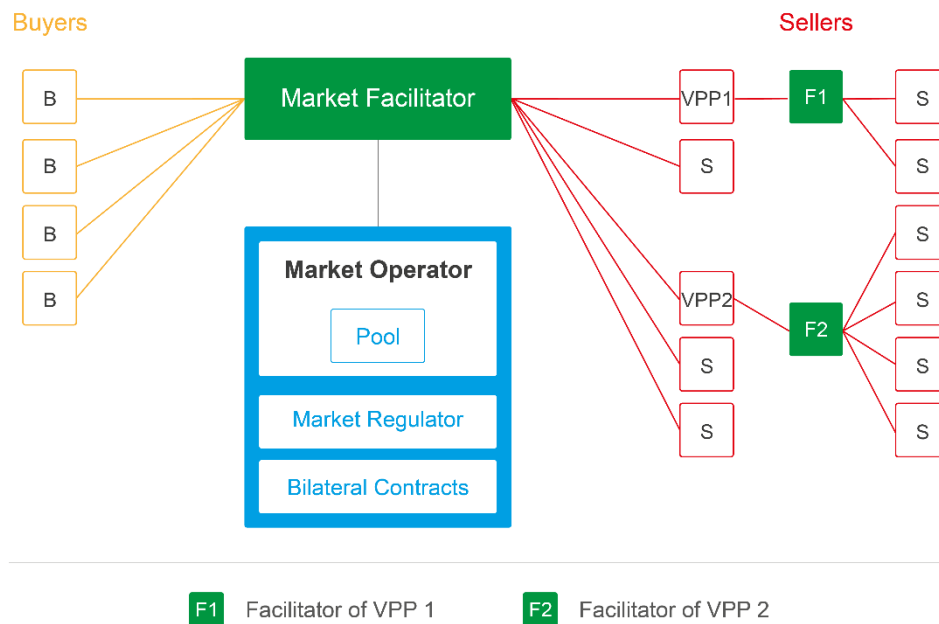 Buyers
Sellers
B
B
B
B
Market Facilitator
Market Operator
Pool
Market Regulator
Bilateral Contracts
VPP1
S
VPP2
S
S
F1
F2
S
S
S
S
S
S
F1 Facilitator of VPP 1
F2 Facilitator of VPP 2